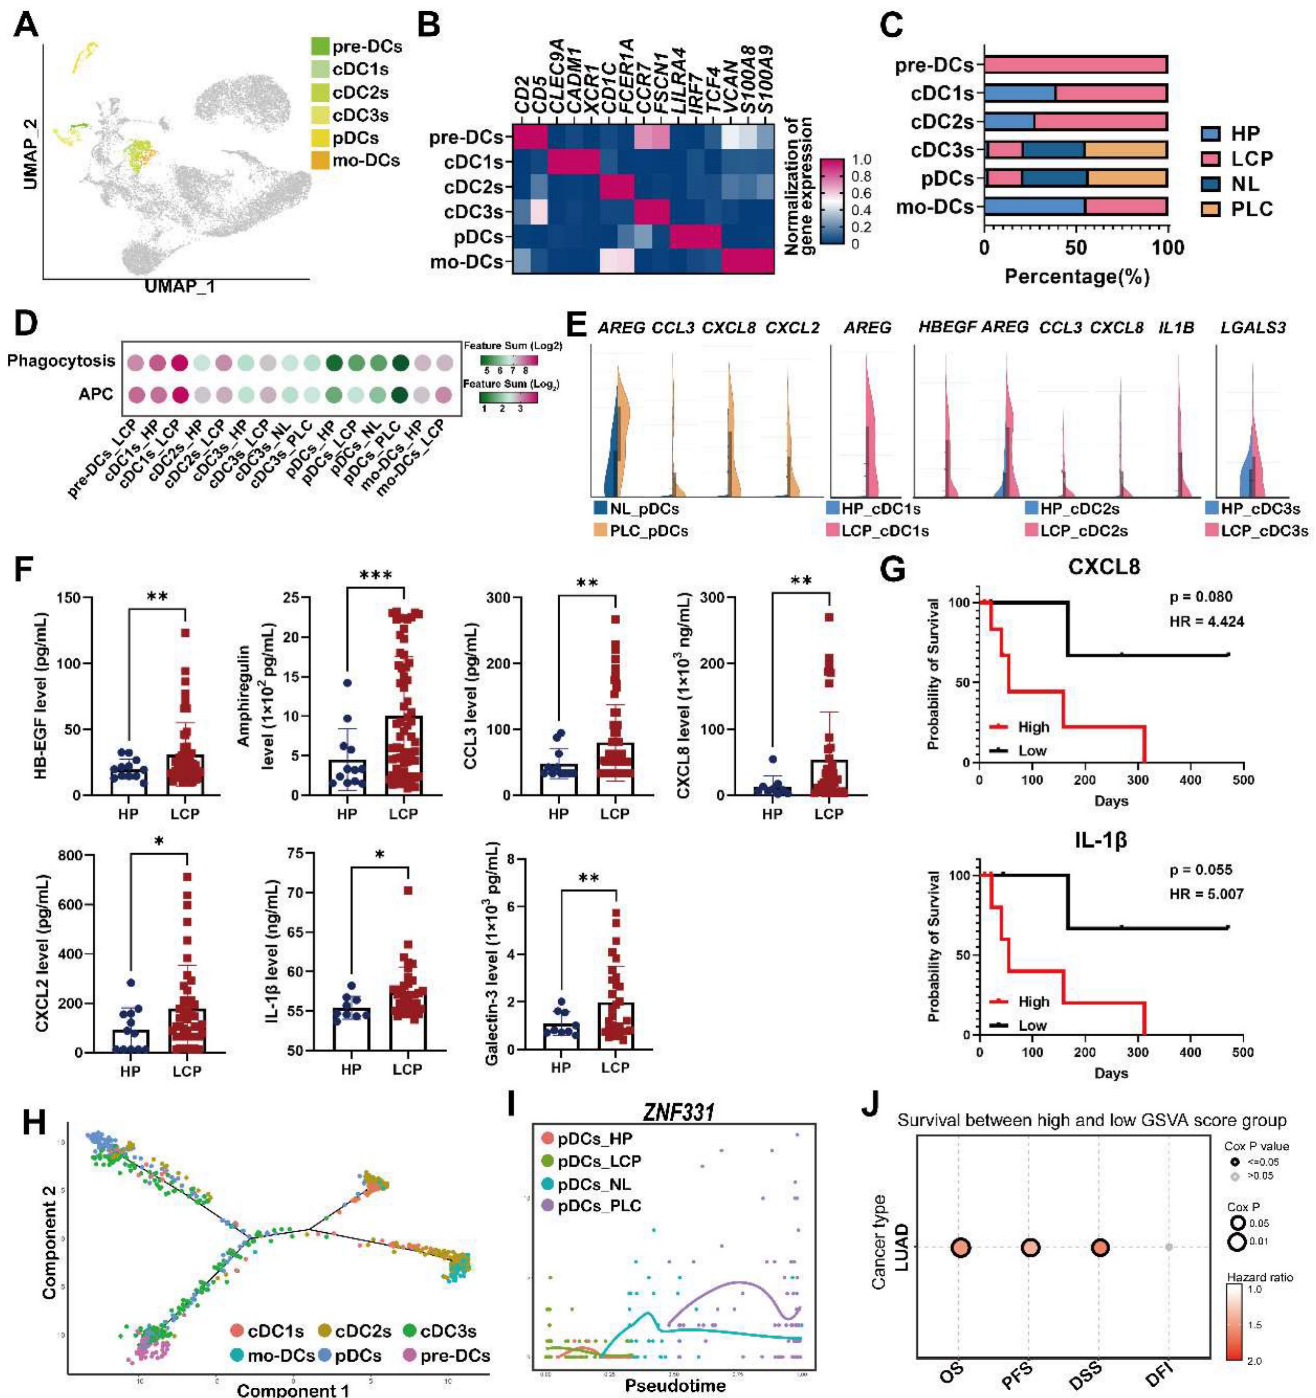 A
pre-DCs
cDC1s
cDC2s
cDC3s
pDCs
mo-DCs
UMAP_2
UMAP_1
B
CD2
CD5
CLEC9A
CADM1
XCR1
CD1C
FCER1A
CCR7
FSCN1
LILRA4
IRF7
TCF4
VCAN
S100A8
S100A9
pre-DCs
cDC1s
cDC2s
cDC3s
pDCs
mo-DCs
Normalization of
gene expression
1.0
0.8
0.6
0.4
0.2
0
C
pre-DCs
cDC1s
cDC2s
cDC3s
pDCs
mo-DCs
0 50 100
Percentage(%)
HP
LCP
NL
PLC
D
Phagocytosis
APC
Feature Sum (Log2)
5 6 7 8
Feature Sum (Log2)
1 2 3
pre-DCs_LCP
cDC1s_HP
cDC1s_LCP
cDC2s_HP
cDC2s_LCP
cDC3s_HP
cDC3s_LCP
cDC3s_NL
cDC3s_PLC
pDCs_HP
pDCs_LCP
pDCs_NL
pDCs_PLC
mo-DCs_HP
mo-DCs_LCP
E
AREG CCL3 CXCL8 CXCL2 AREG HBEGF AREG CCL3 CXCL8 IL1B LGALS3
NL_pDCs HP_cDC1s HP_cDC2s HP_cDC3s
PLC_pDCs LCP_cDC1s LCP_cDC2s LCP_cDC3s
F
HB-EGF level (pg/mL)
150
100
50
0
**
HP LCP
Amphiregulin
level (1×10² pg/mL)
25
20
15
10
5
0
***
HP LCP
CCL3 level (pg/mL)
300
200
100
0
**
HP LCP
CXCL8 level (1×10³ ng/mL)
300
200
100
0
**
HP LCP
CXCL2 level (pg/mL)
800
600
400
200
0
*
HP LCP
IL-1β level (ng/mL)
75
70
65
60
55
50
*
HP LCP
Galectin-3 level (1×10³ pg/mL)
8
6
4
2
0
**
HP LCP
G
CXCL8
p = 0.080
HR = 4.424
Probability of Survival
100
50
0
High
Low
0 100 200 300 400 500
Days
IL-1β
p = 0.055
HR = 5.007
Probability of Survival
100
50
0
High
Low
0 100 200 300 400 500
Days
H
Component 2
cDC1s cDC2s cDC3s
mo-DCs pDCs pre-DCs
Component 1
I
ZNF331
pDCs_HP
pDCs_LCP
pDCs_NL
pDCs_PLC
Pseudotime
J
Survival between high and low GSVA score group
Cancer type
LUAD
OS
PFS
DSS
DFI
Cox P value
<=0.05
>0.05
Cox P
0.05
0.01
Hazard ratio
1.0
1.5
2.0